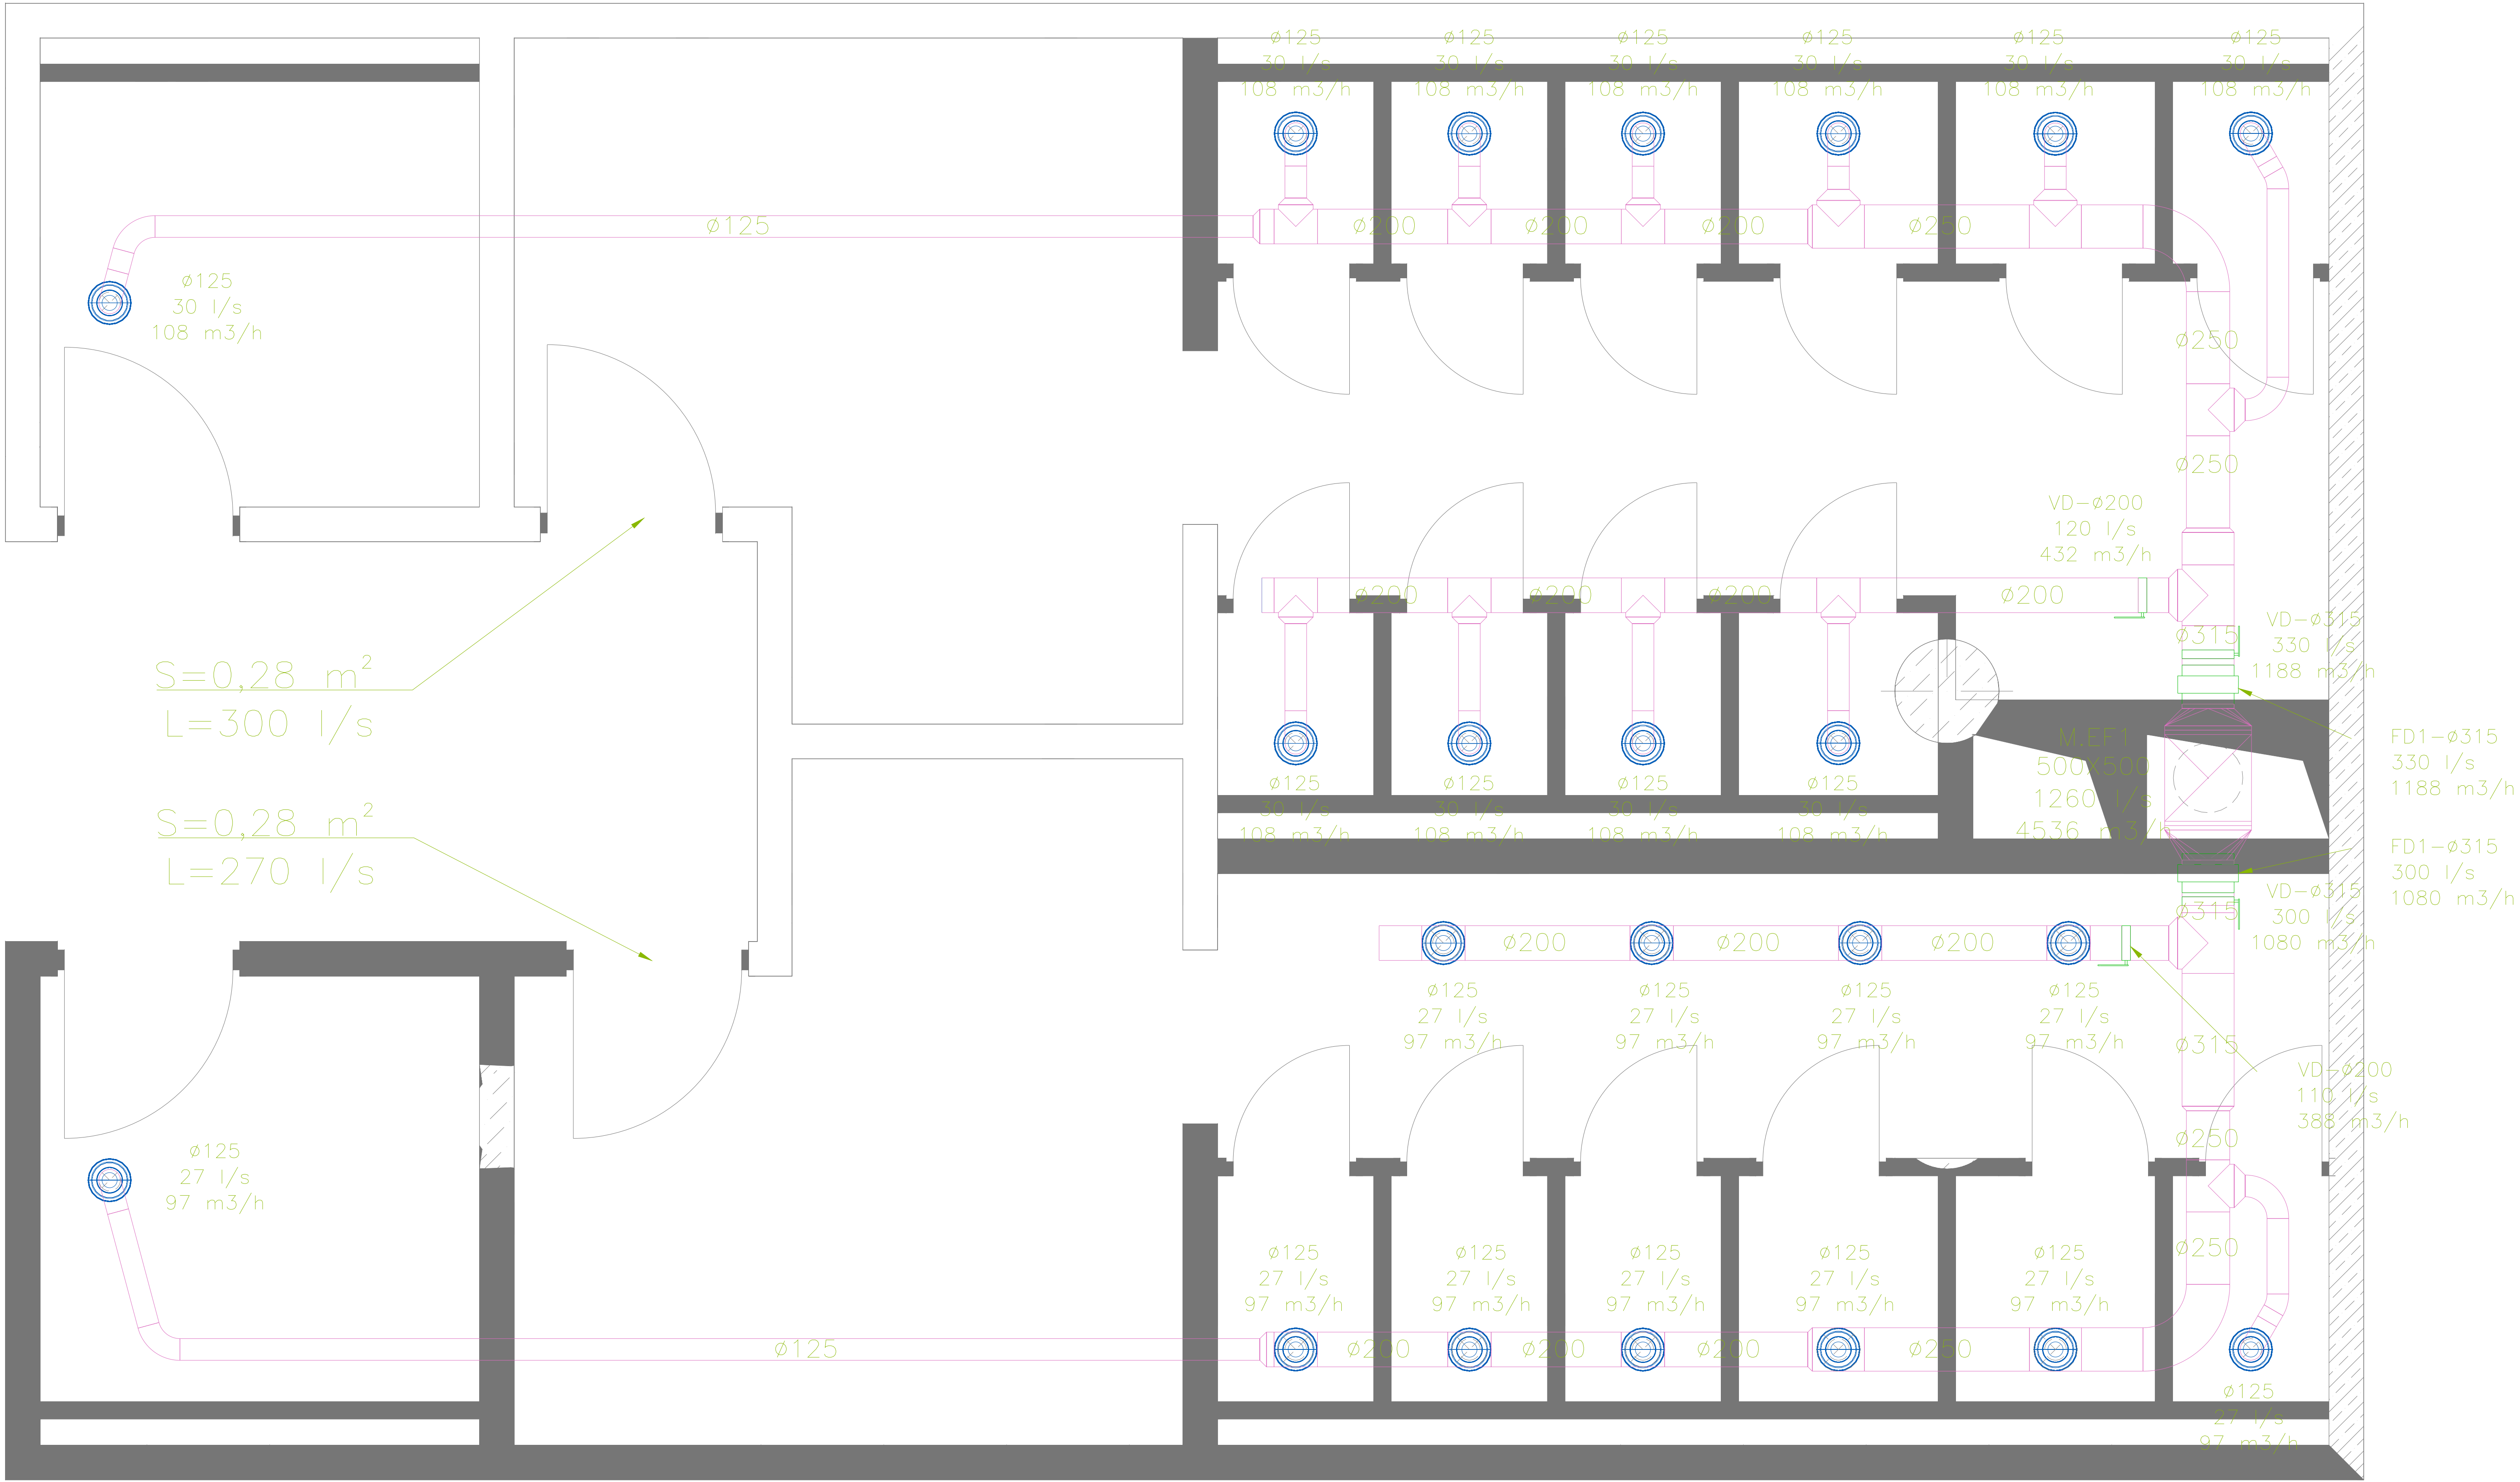 ø125
30 l/s
108 m3/h
ø125
30 l/s
108 m3/h
ø125
30 l/s
108 m3/h
ø125
30 l/s
108 m3/h
ø125
30 l/s
108 m3/h
ø125
30 l/s
108 m3/h
ø125
ø200
ø200
ø200
ø250
ø125
30 l/s
108 m3/h
ø250
ø250
VD-ø200
120 l/s
432 m3/h
ø200
ø200
ø200
ø200
ø315
VD-ø315
330 l/s
1188 m3/h
S=0,28 m²
L=300 l/s
FD1-ø315
330 l/s
1188 m3/h
M.EF1
500X500
1260 l/s
4536 m3/h
ø125
30 l/s
108 m3/h
ø125
30 l/s
108 m3/h
ø125
30 l/s
108 m3/h
ø125
30 l/s
108 m3/h
S=0,28 m²
L=270 l/s
FD1-ø315
300 l/s
1080 m3/h
VD-ø315
300 l/s
1080 m3/h
ø315
ø200
ø200
ø200
ø125
27 l/s
97 m3/h
ø125
27 l/s
97 m3/h
ø125
27 l/s
97 m3/h
ø125
27 l/s
97 m3/h
ø315
VD-ø200
110 l/s
388 m3/h
ø250
ø125
27 l/s
97 m3/h
ø125
27 l/s
97 m3/h
ø125
27 l/s
97 m3/h
ø125
27 l/s
97 m3/h
ø125
27 l/s
97 m3/h
ø125
27 l/s
97 m3/h
ø250
ø125
ø200
ø200
ø200
ø250
ø125
27 l/s
97 m3/h